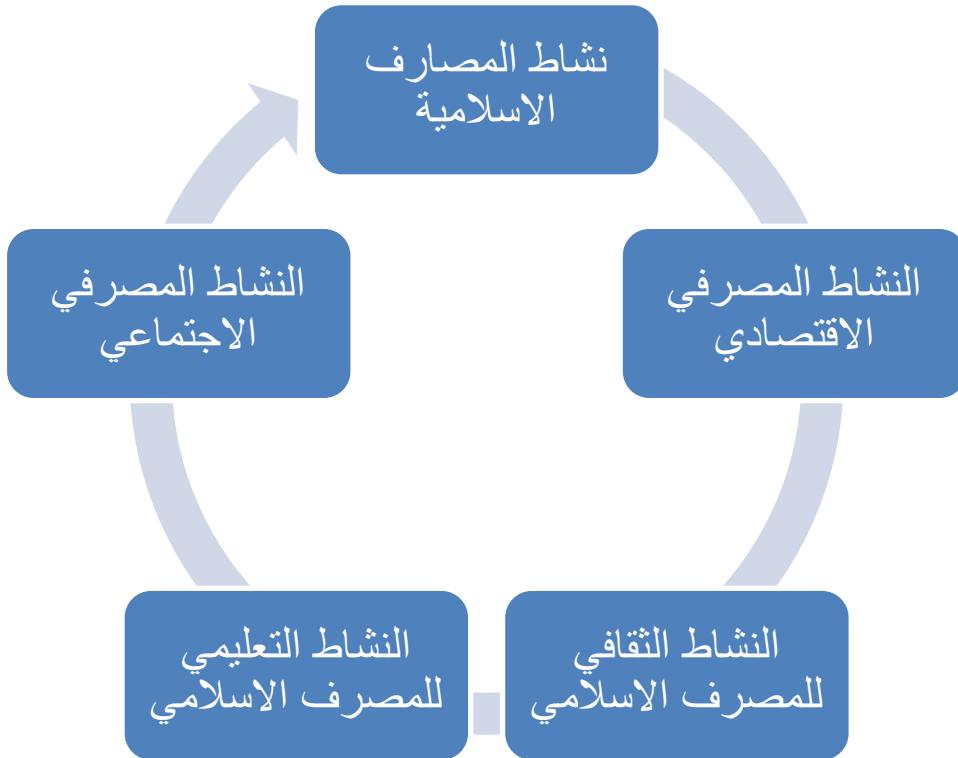 نشاط المصارف
الاسلامية
النشاط المصرفي
الاقتصادي
النشاط الثقافي
للمصرف الاسلامي
النشاط التعليمي
للمصرف الاسلامي
النشاط المصرفي
الاجتماعي